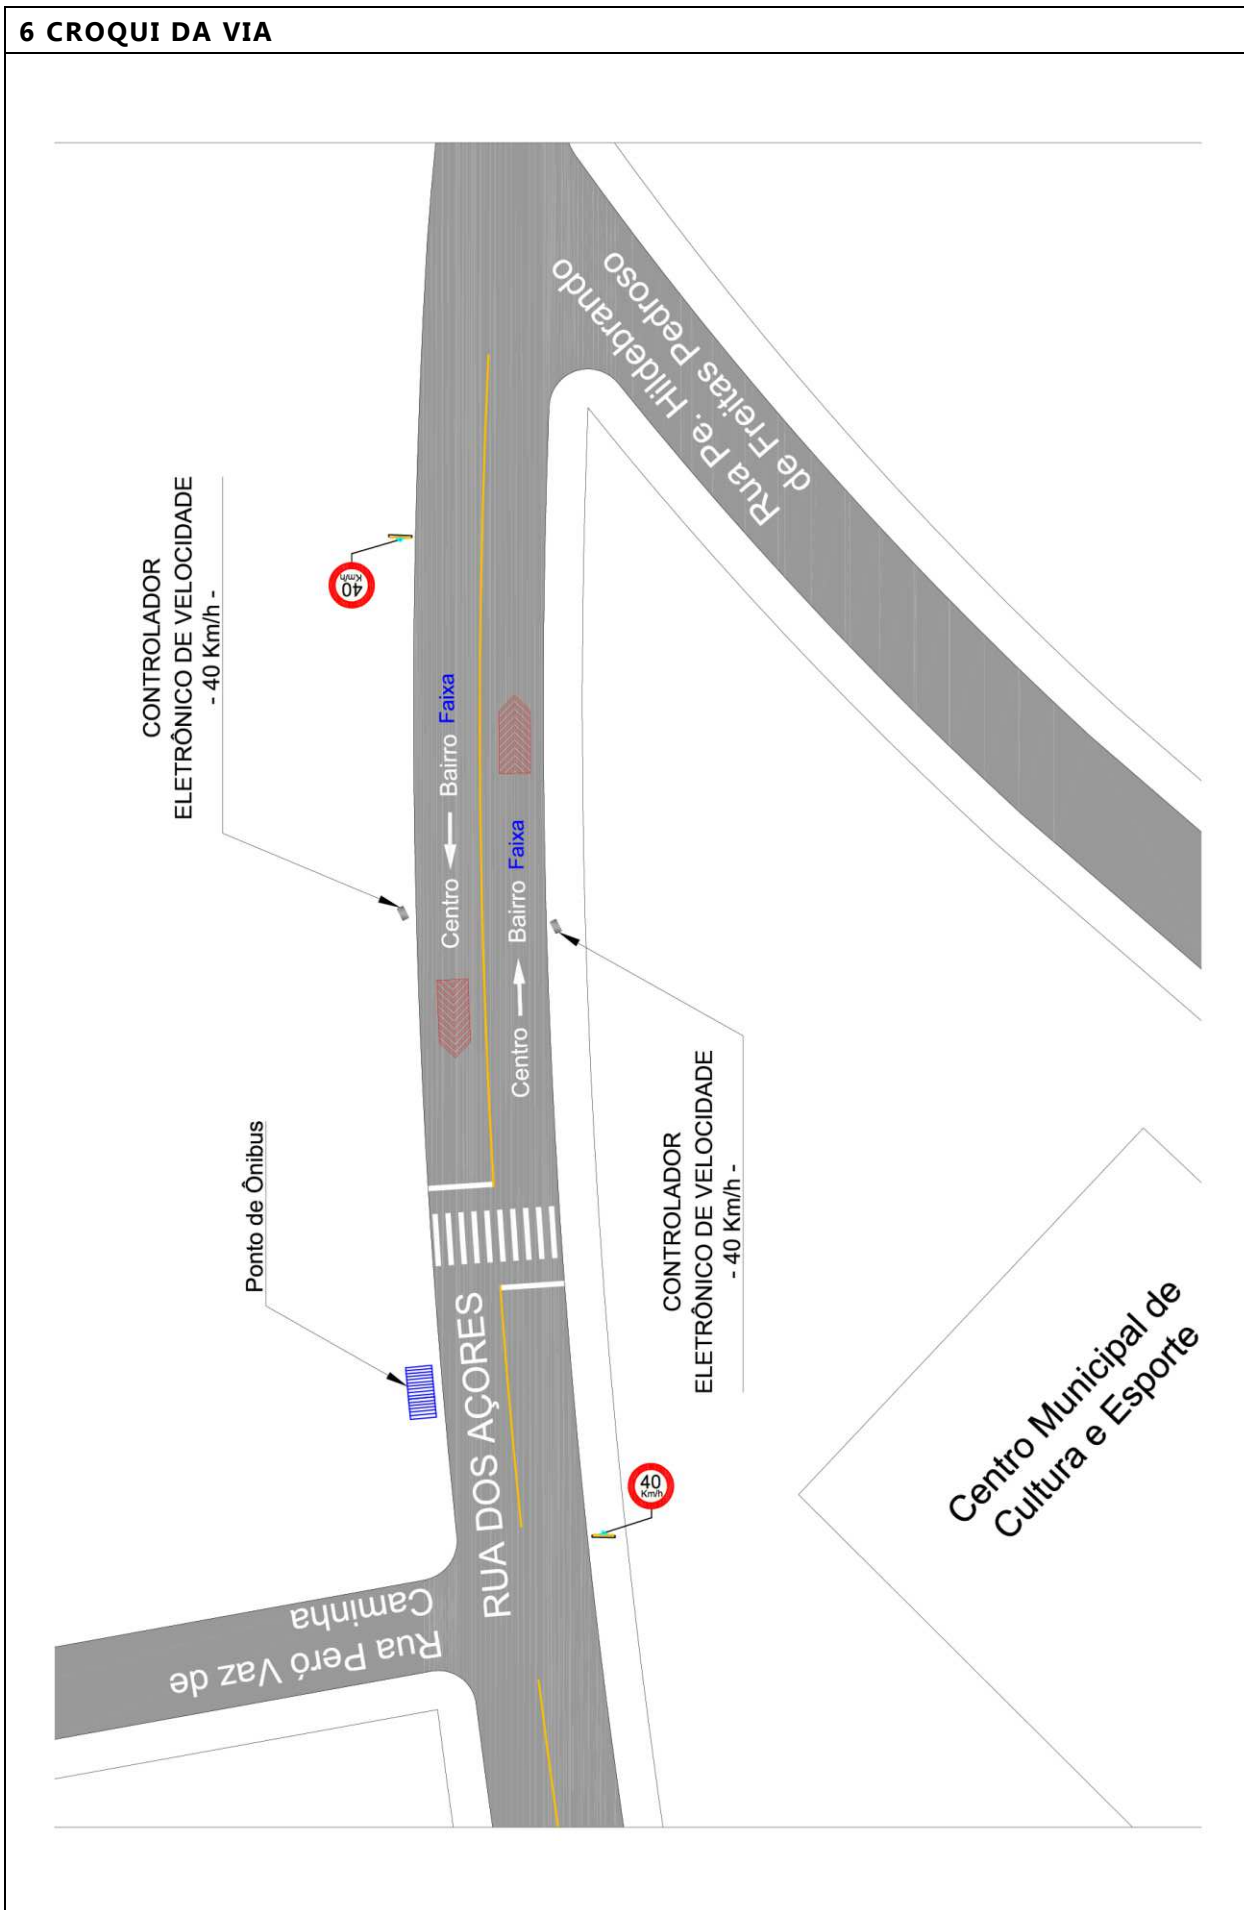 6 CROQUI DA VIA
Rua Pe. Hildebrando
de Freitas Pedroso
CONTROLADOR
ELETRÔNICO DE VELOCIDADE
- 40 Km/h -
40
Km/h
Centro Bairro Faixa
Centro Bairro Faixa
Ponto de Ônibus
CONTROLADOR
ELETRÔNICO DE VELOCIDADE
- 40 Km/h -
RUA DOS AÇORES
40
Km/h
Centro Municipal de
Cultura e Esporte
Rua Peró Vaz de
Caminha